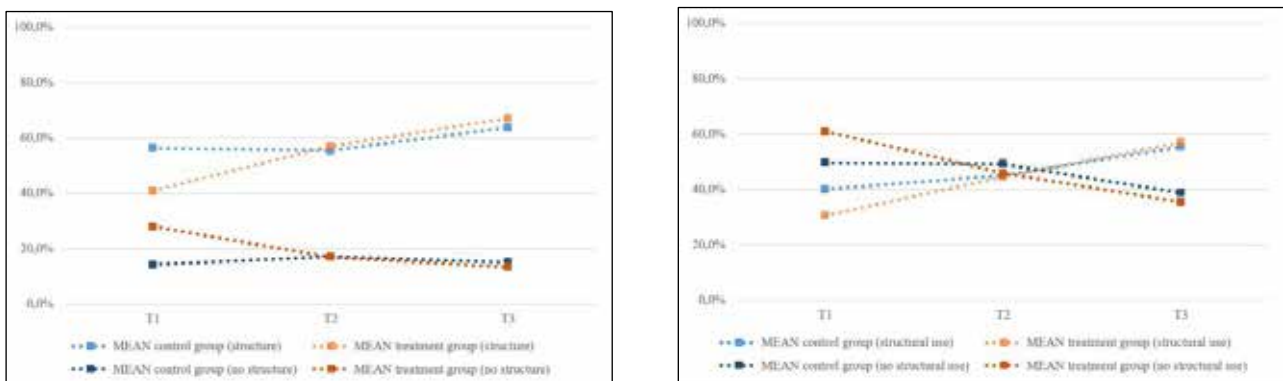 100,0%
80,0%
60,0%
40,0%
20,0%
0,0%
T1 T2 T3
MEAN control group (structure) MEAN treatment group (structure)
MEAN control group (no structure) MEAN treatment group (no structure)
100,0%
80,0%
60,0%
40,0%
20,0%
0,0%
T1 T2 T3
MEAN control group (structural use) MEAN treatment group (structural use)
MEAN control group (no structural use) MEAN treatment group (no structural use)